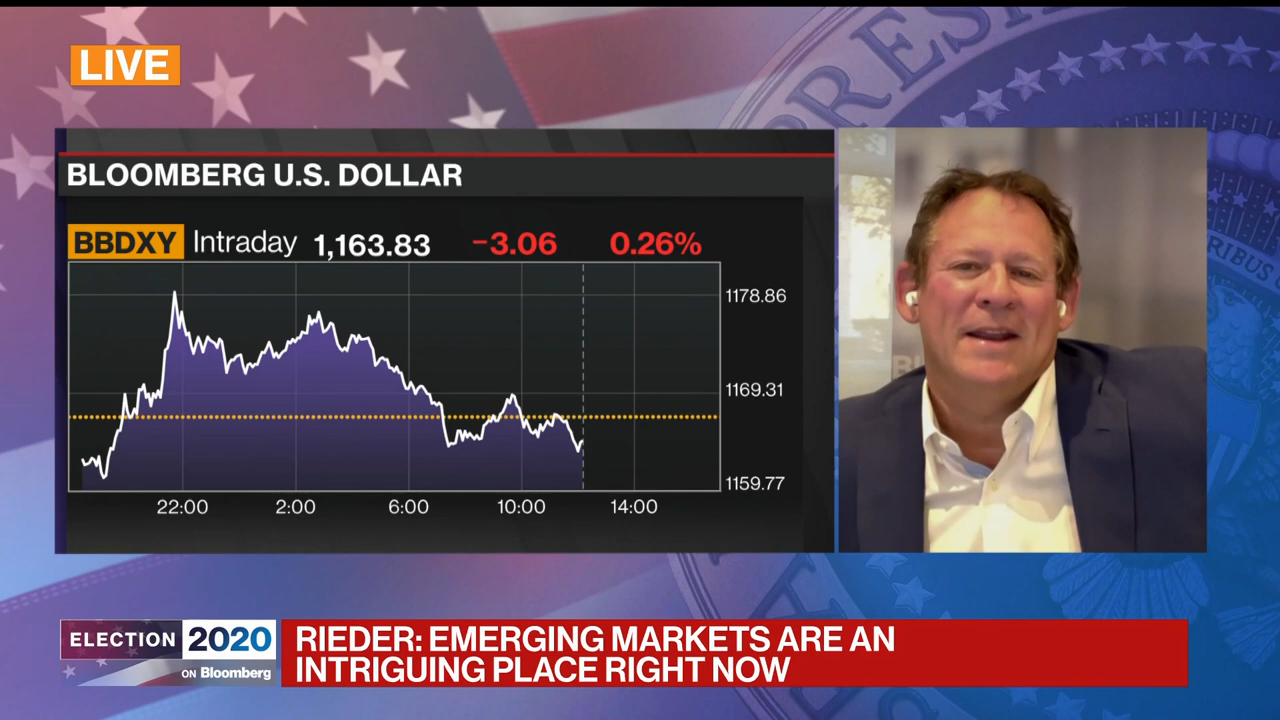 LIVE
PRESI
RIBUS
BLOOMBERG U.S. DOLLAR
BBDXY Intraday 1,163.83 −3.06 0.26%
1178.86
1169.31
1159.77
22:00 2:00 6:00 10:00 14:00
ELECTION 2020
ON Bloomberg
RIEDER: EMERGING MARKETS ARE AN
INTRIGUING PLACE RIGHT NOW